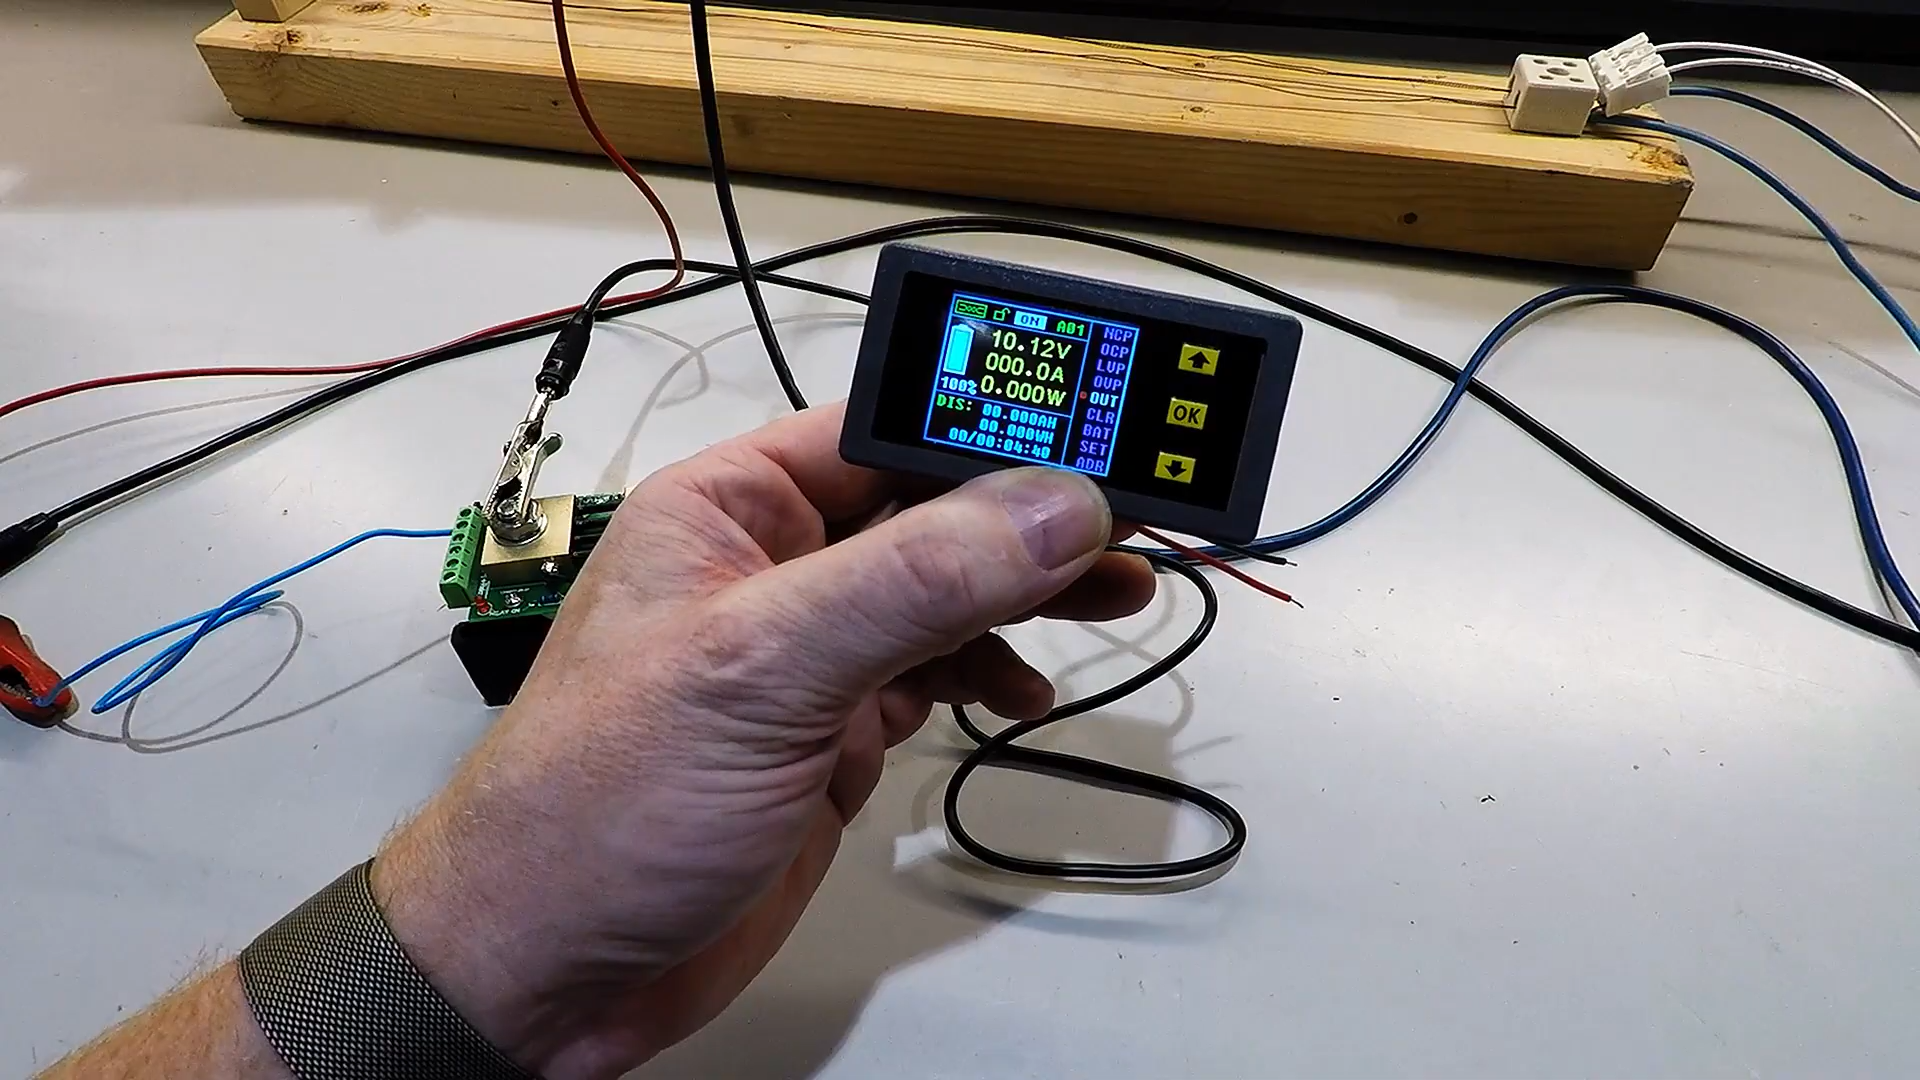 ON A01
10.12V
000.0A
100% 0.000W
DIS: 00.000AH
00.000WH
00/00:04:40
NCP
OCP
LVP
OVP
OUT
CLR
BAT
SET
ADR
OK